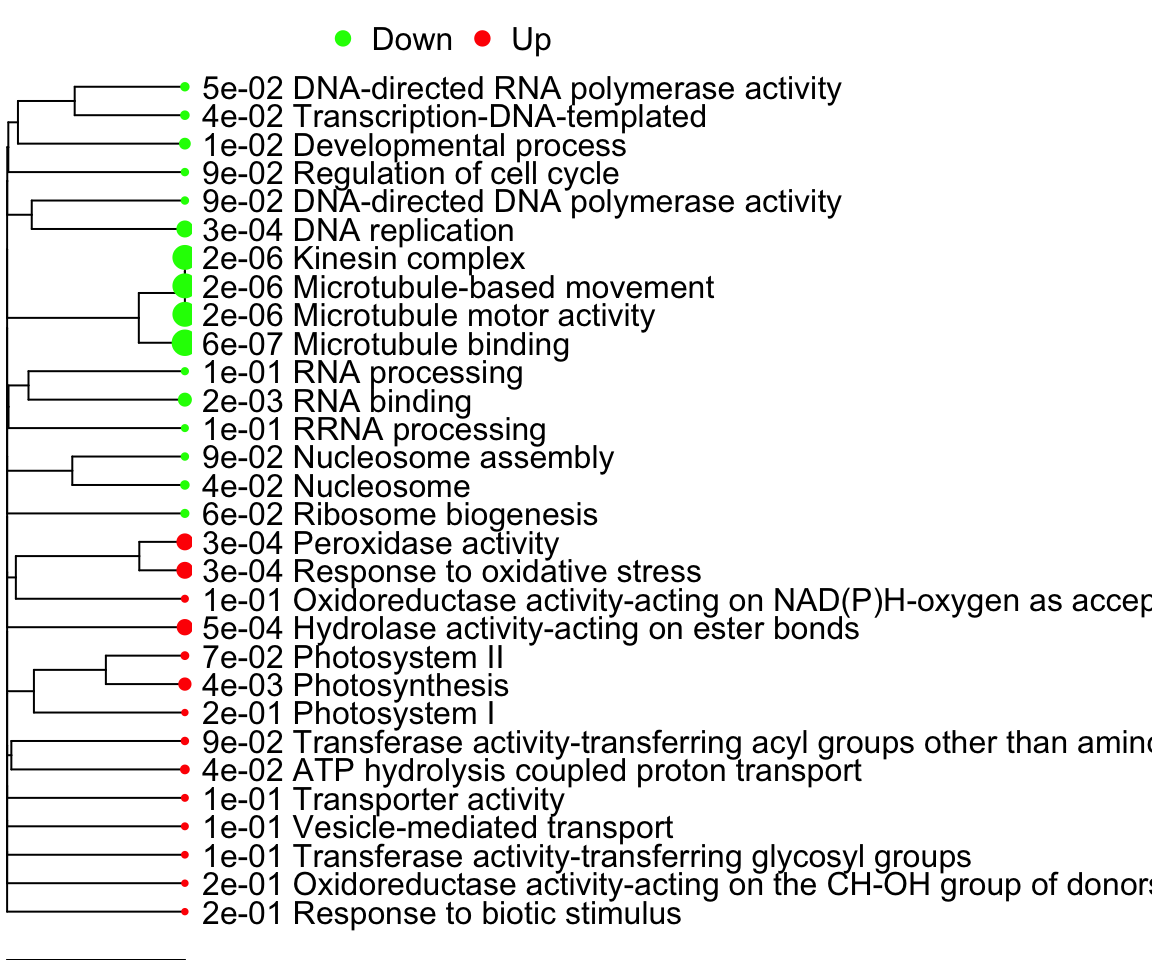 Down Up
5e-02 DNA-directed RNA polymerase activity
4e-02 Transcription-DNA-templated
1e-02 Developmental process
9e-02 Regulation of cell cycle
9e-02 DNA-directed DNA polymerase activity
3e-04 DNA replication
2e-06 Kinesin complex
2e-06 Microtubule-based movement
2e-06 Microtubule motor activity
6e-07 Microtubule binding
1e-01 RNA processing
2e-03 RNA binding
1e-01 RRNA processing
9e-02 Nucleosome assembly
4e-02 Nucleosome
6e-02 Ribosome biogenesis
3e-04 Peroxidase activity
3e-04 Response to oxidative stress
1e-01 Oxidoreductase activity-acting on NAD(P)H-oxygen as accep
5e-04 Hydrolase activity-acting on ester bonds
7e-02 Photosystem II
4e-03 Photosynthesis
2e-01 Photosystem I
9e-02 Transferase activity-transferring acyl groups other than amino
4e-02 ATP hydrolysis coupled proton transport
1e-01 Transporter activity
1e-01 Vesicle-mediated transport
1e-01 Transferase activity-transferring glycosyl groups
2e-01 Oxidoreductase activity-acting on the CH-OH group of donors
2e-01 Response to biotic stimulus